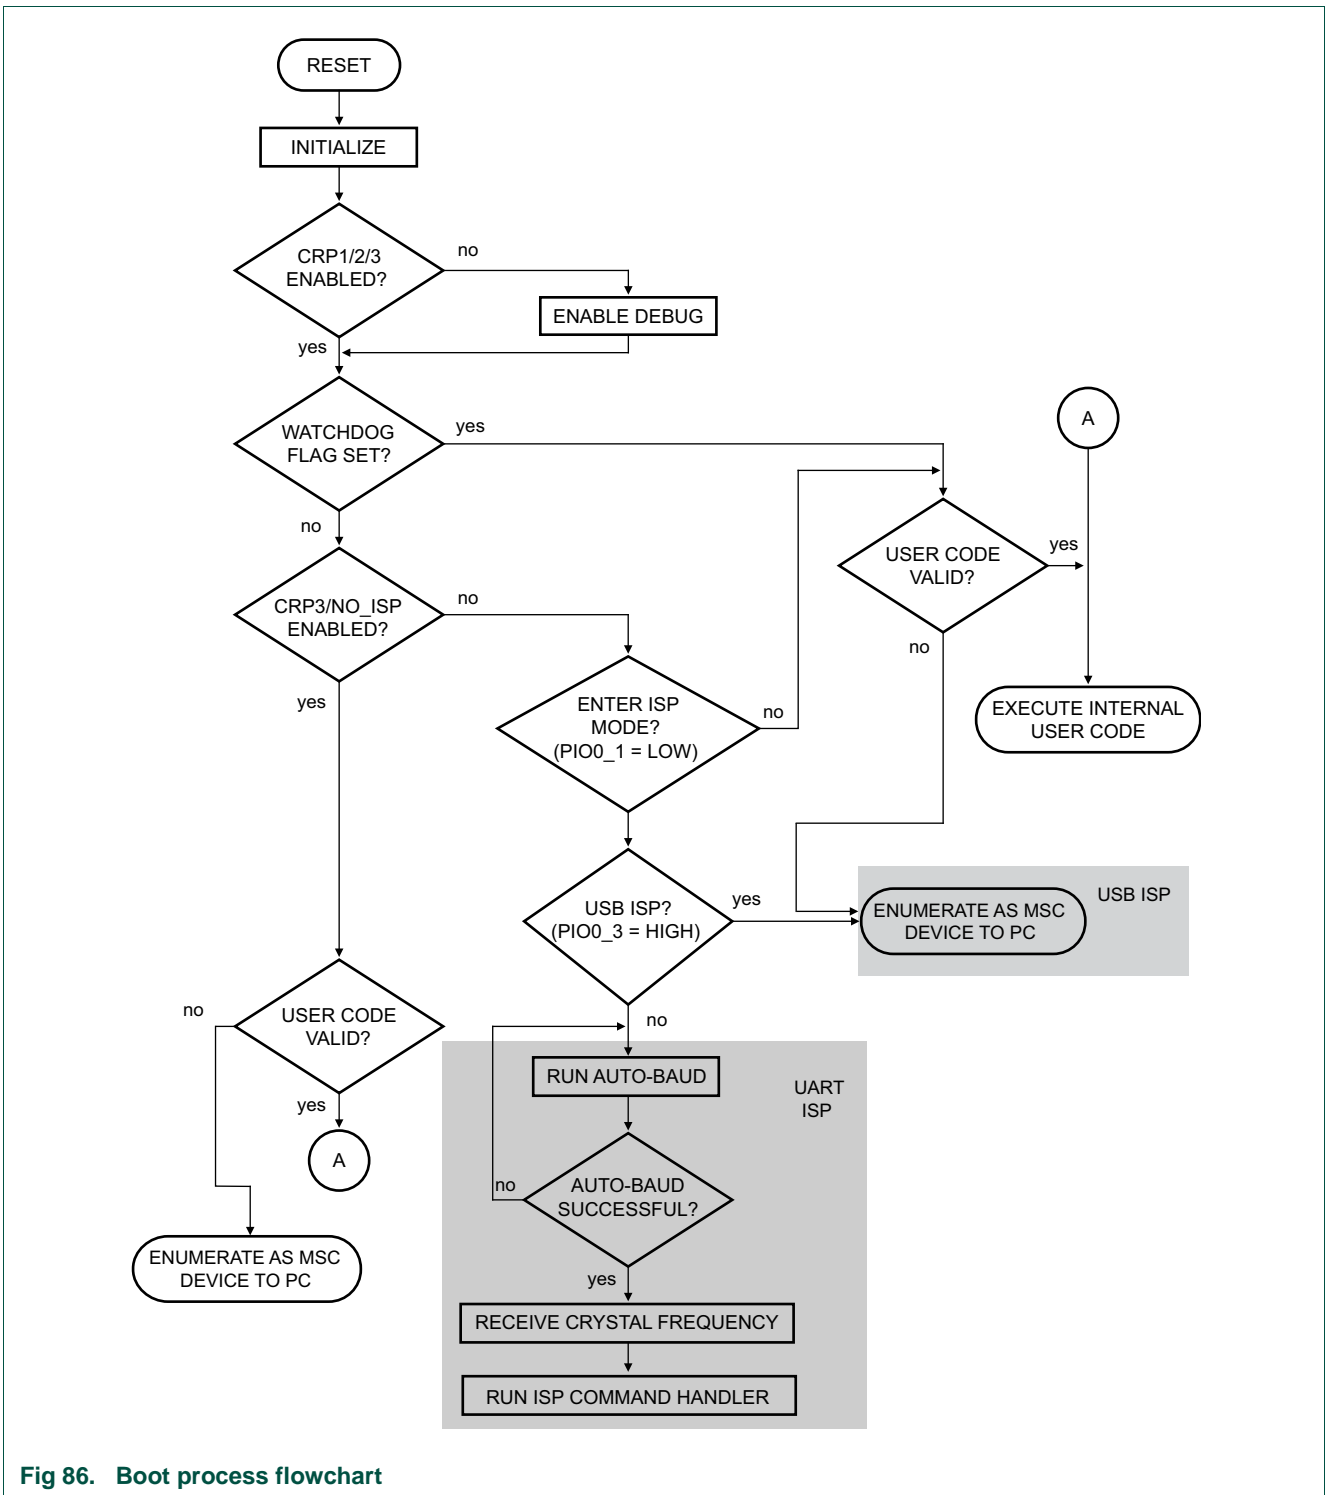 RESET
INITIALIZE
CRP1/2/3
ENABLED?
no
ENABLE DEBUG
yes
WATCHDOG
FLAG SET?
yes
A
no
USER CODE
VALID?
yes
CRP3/NO_ISP
ENABLED?
no
no
yes
ENTER ISP
MODE?
(PIO0_1 = LOW)
no
EXECUTE INTERNAL
USER CODE
USB ISP?
(PIO0_3 = HIGH)
yes
ENUMERATE AS MSC
DEVICE TO PC
USB ISP
no
USER CODE
VALID?
no
yes
A
RUN AUTO-BAUD
UART
ISP
AUTO-BAUD
SUCCESSFUL?
no
yes
ENUMERATE AS MSC
DEVICE TO PC
RECEIVE CRYSTAL FREQUENCY
RUN ISP COMMAND HANDLER
Fig 86. Boot process flowchart